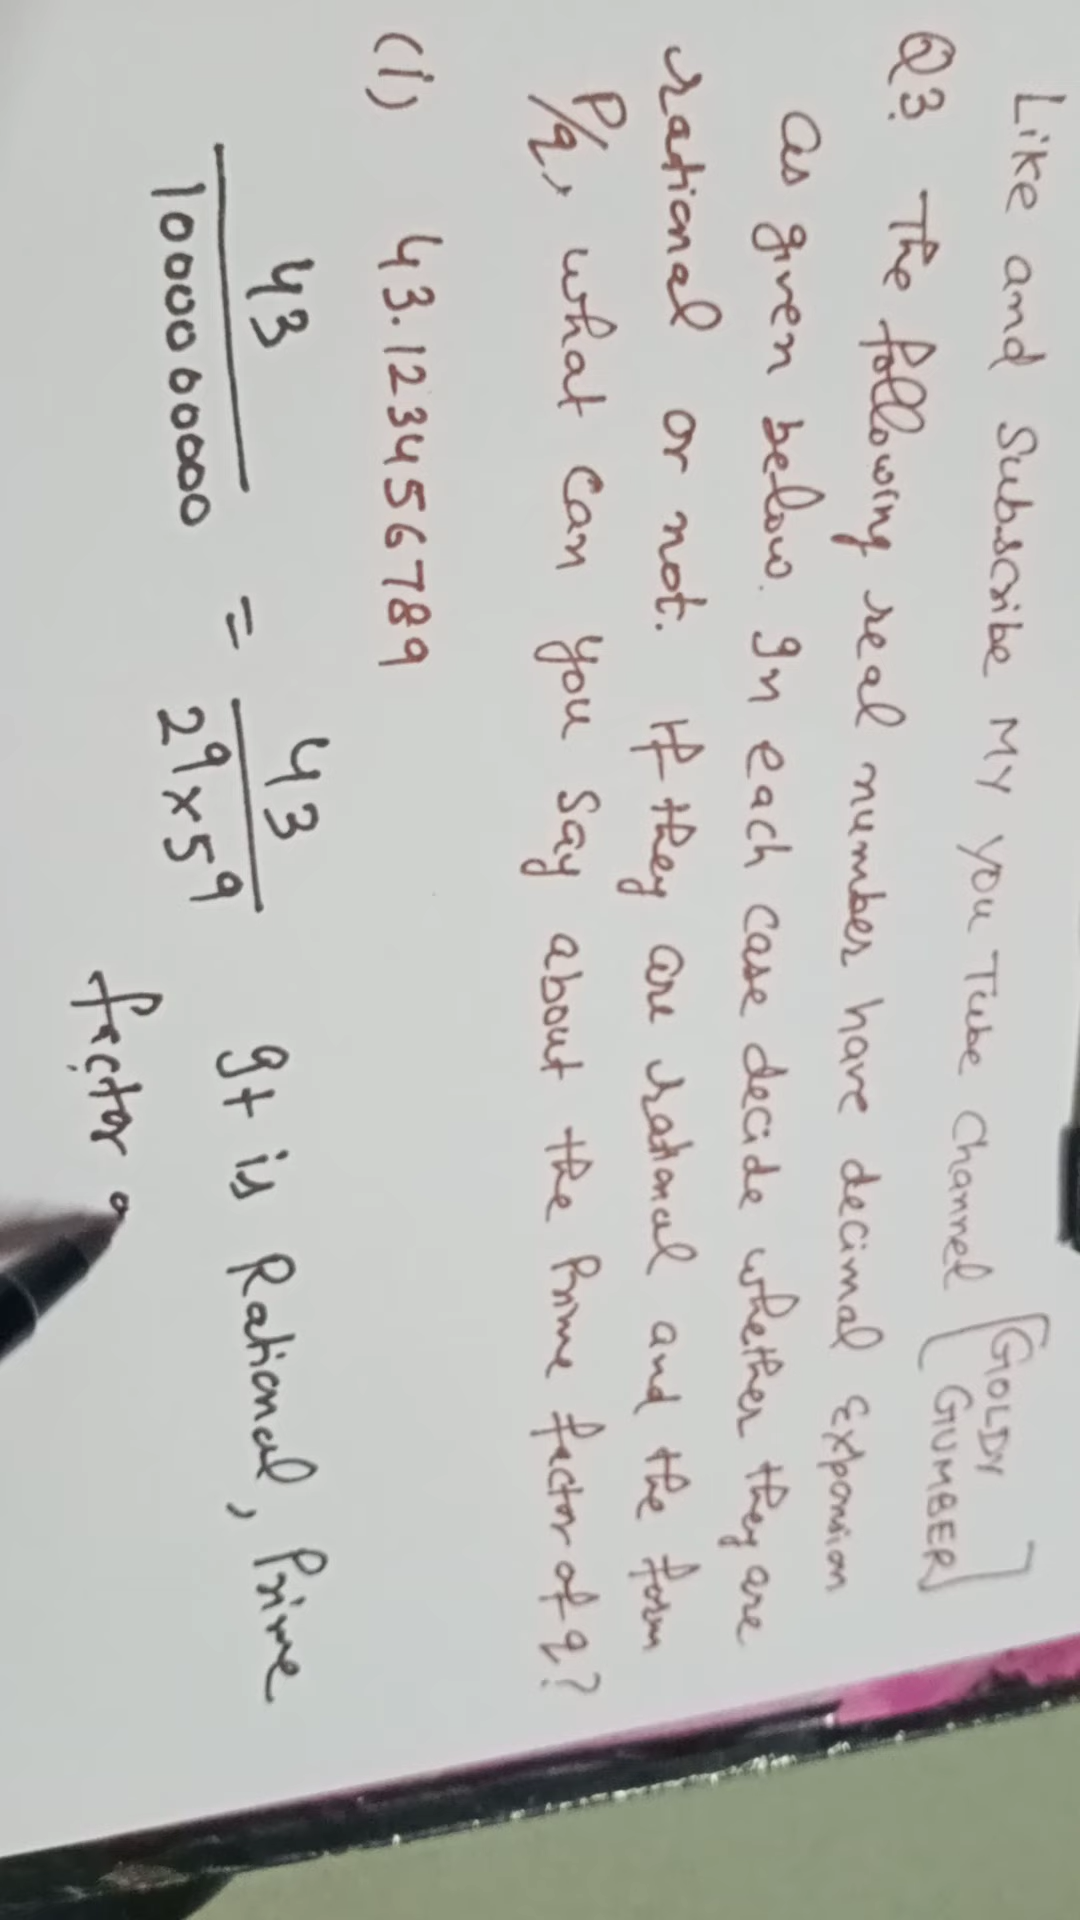 Like and Subscribe MY YouTube Channel [GOLDY GUMBER]
Q3. The following real number have decimal expansion
as given below. In each case decide whether they are
rational or not. If they are rational and the form
P/q, what can you say about the Prime factor of q?
(i) 43.123456789
43
1000000000
=
43
2⁹×5⁹
It is Rational, Prime
factor